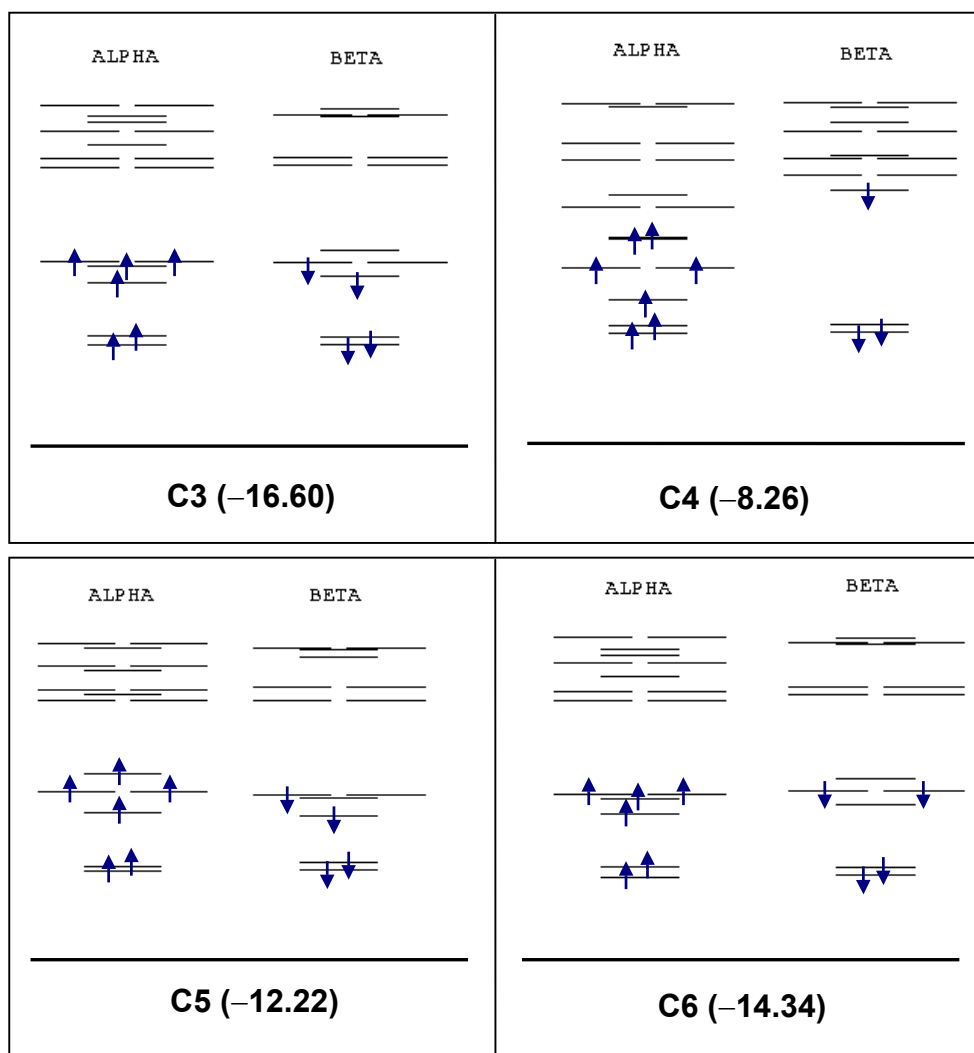 ALPHA BETA
ALPHA BETA
C3 (−16.60)
C4 (−8.26)
ALPHA BETA
ALPHA BETA
C5 (−12.22)
C6 (−14.34)